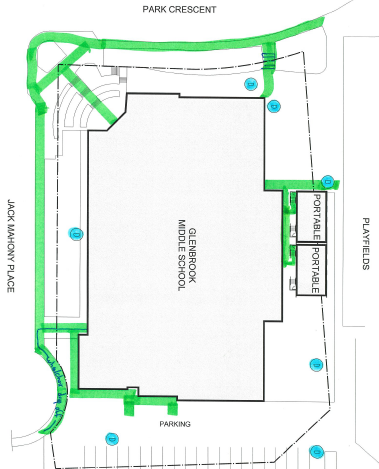 PARK CRESCENT
D
D
D
PORTABLE
PORTABLE
JACK MAHONY PLACE
D
GLENBROOK
MIDDLE SCHOOL
PLAYFIELDS
D
PARKING
D
D